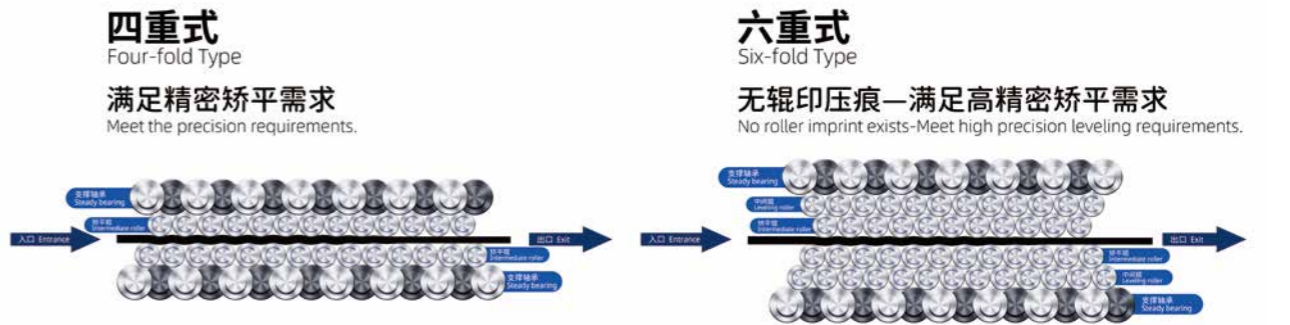 四重式
Four-fold Type
满足精密矫平需求
Meet the precision requirements.
支撑轴承
Steady bearing
矫平辊
Intermediate roller
入口 Entrance
出口 Exit
矫平辊
Intermediate roller
支撑轴承
Steady bearing
六重式
Six-fold Type
无辊印压痕—满足高精密矫平需求
No roller imprint exists-Meet high precision leveling requirements.
支撑轴承
Steady bearing
中间辊
Leveling roller
矫平辊
Intermediate roller
入口 Entrance
出口 Exit
矫平辊
Intermediate roller
中间辊
Leveling roller
支撑轴承
Steady bearing